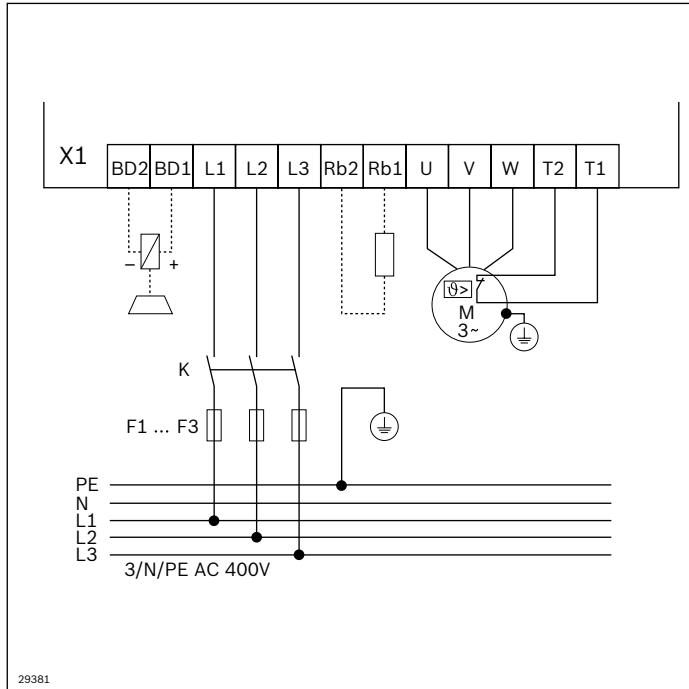 X1
BD2 BD1 L1 L2 L3 Rb2 Rb1 U V W T2 T1
– +
ϑ>
M
3~
K
F1 ... F3
PE
N
L1
L2
L3
3/N/PE AC 400V
29381